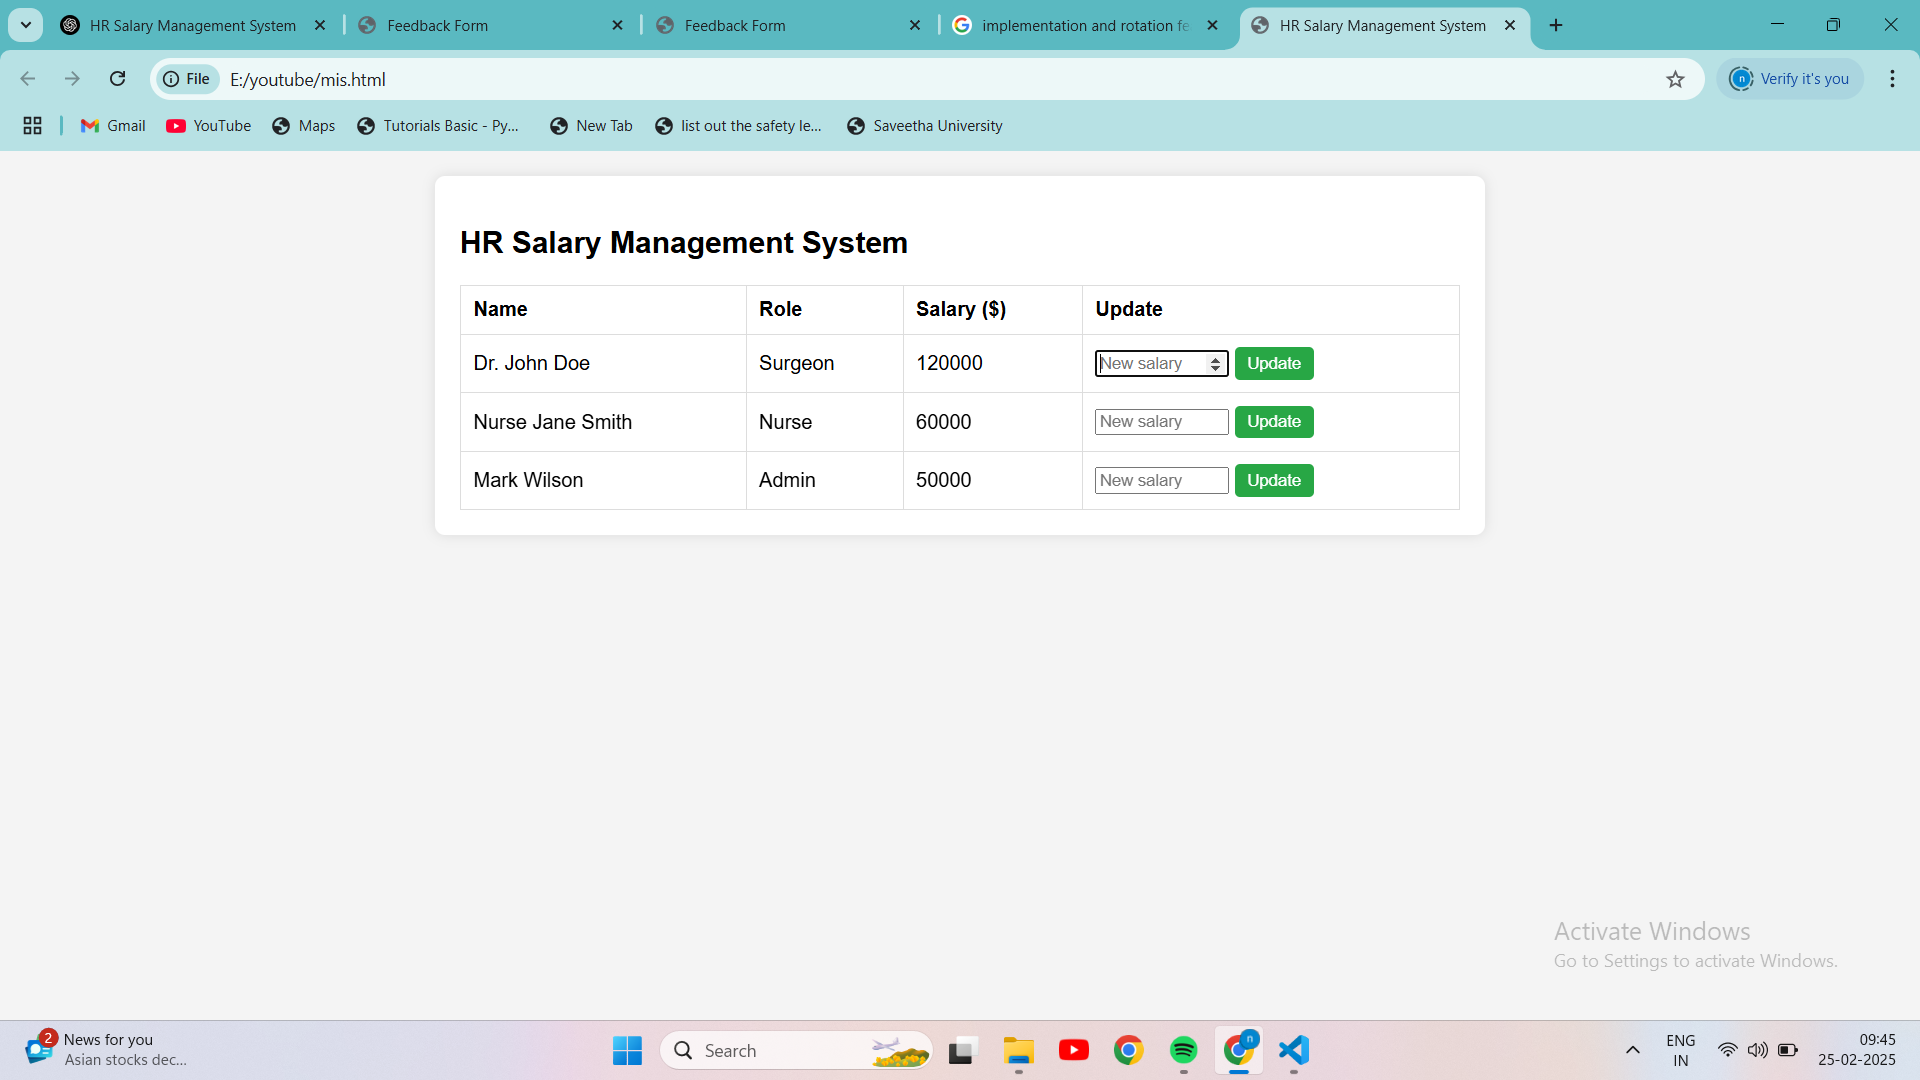 HR Salary Management System
Feedback Form
Feedback Form
implementation and rotation fe
HR Salary Management System
File
E:/youtube/mis.html
n
Verify it's you
Gmail
YouTube
Maps
Tutorials Basic - Py...
New Tab
list out the safety le...
Saveetha University
HR Salary Management System
Name Role Salary ($) Update
Dr. John Doe Surgeon 120000 New salary Update
Nurse Jane Smith Nurse 60000 New salary Update
Mark Wilson Admin 50000 New salary Update
Activate Windows
Go to Settings to activate Windows.
2
News for you
Asian stocks dec...
Search
n
ENG
IN
09:45
25-02-2025